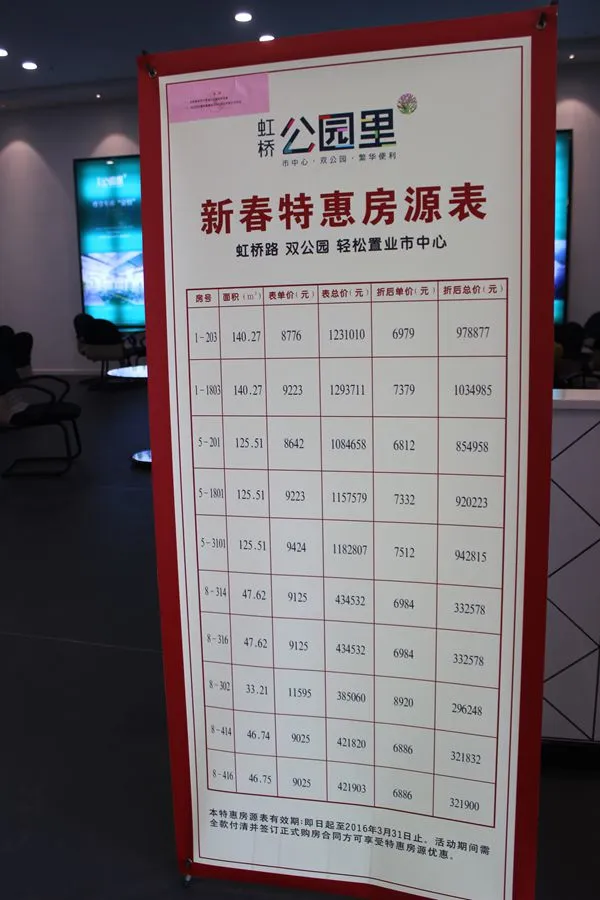 虹桥 公园里
市中心·双公园·繁华便利
新春特惠房源表
虹桥路 双公园 轻松置业市中心
房号 面积（m²） 表单价（元） 表总价（元） 折后单价（元） 折后总价（元）
1-203 140.27 8776 1231010 6979 978877
1-1803 140.27 9223 1293711 7379 1034985
5-201 125.51 8642 1084658 6812 854958
5-1801 125.51 9223 1157579 7332 920223
5-3101 125.51 9424 1182807 7512 942815
8-314 47.62 9125 434532 6984 332578
8-316 47.62 9125 434532 6984 332578
8-302 33.21 11595 385060 8920 296248
8-414 46.74 9025 421820 6886 321832
8-416 46.75 9025 421903 6886 321900
本特惠房源表有效期：即日起至2016年3月31日止。活动期间需
全款付清并签订正式购房合同方可享受特惠房源优惠。